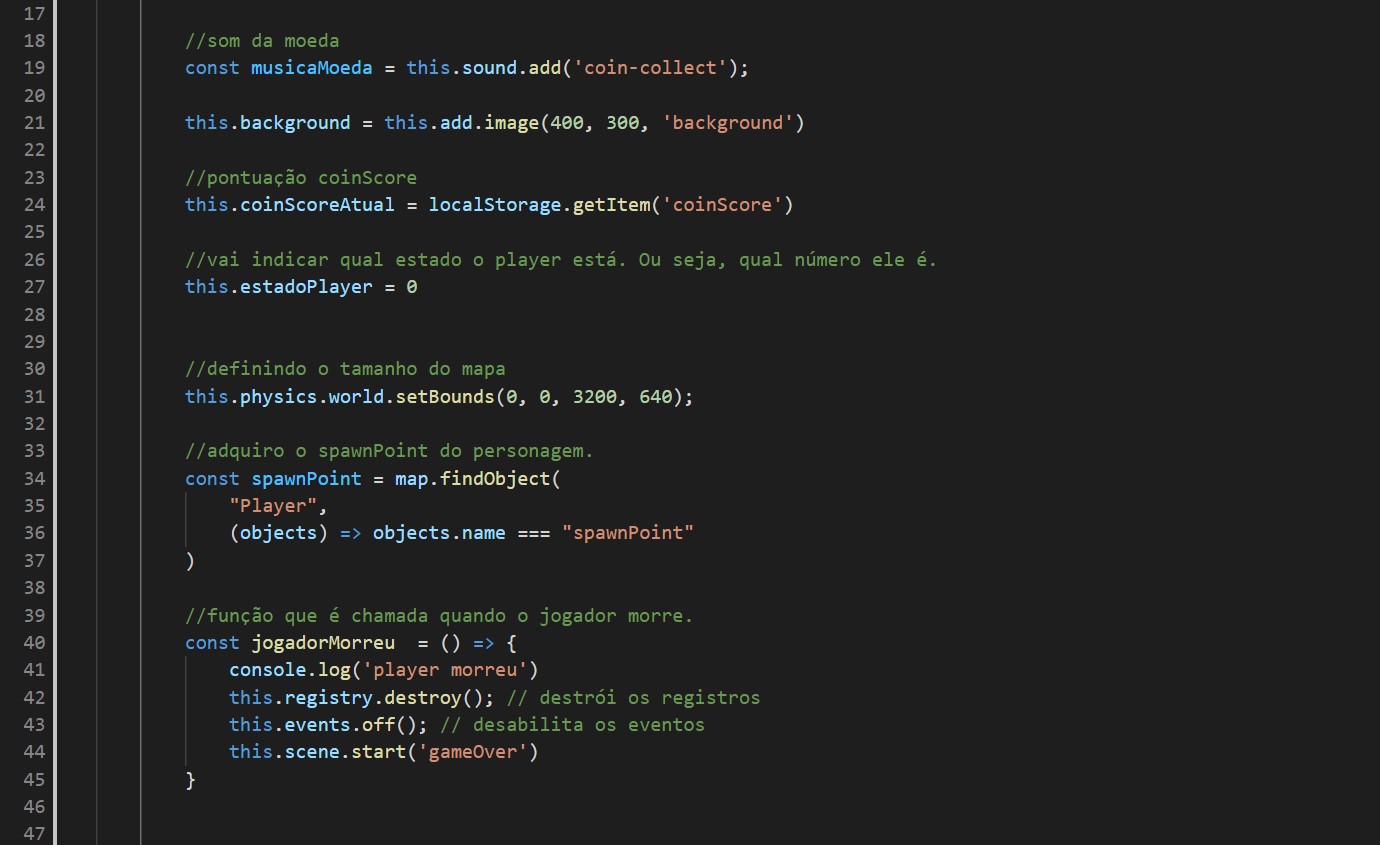 17
18 //som da moeda
19 const musicaMoeda = this.sound.add('coin-collect');
20
21 this.background = this.add.image(400, 300, 'background')
22
23 //pontuação coinScore
24 this.coinScoreAtual = localStorage.getItem('coinScore')
25
26 //vai indicar qual estado o player está. Ou seja, qual número ele é.
27 this.estadoPlayer = 0
28
29
30 //definindo o tamanho do mapa
31 this.physics.world.setBounds(0, 0, 3200, 640);
32
33 //adquiro o spawnPoint do personagem.
34 const spawnPoint = map.findObject(
35 "Player",
36 (objects) => objects.name === "spawnPoint"
37 )
38
39 //função que é chamada quando o jogador morre.
40 const jogadorMorreu  = () => {
41 console.log('player morreu')
42 this.registry.destroy(); // destrói os registros
43 this.events.off(); // desabilita os eventos
44 this.scene.start('gameOver')
45 }
46
47